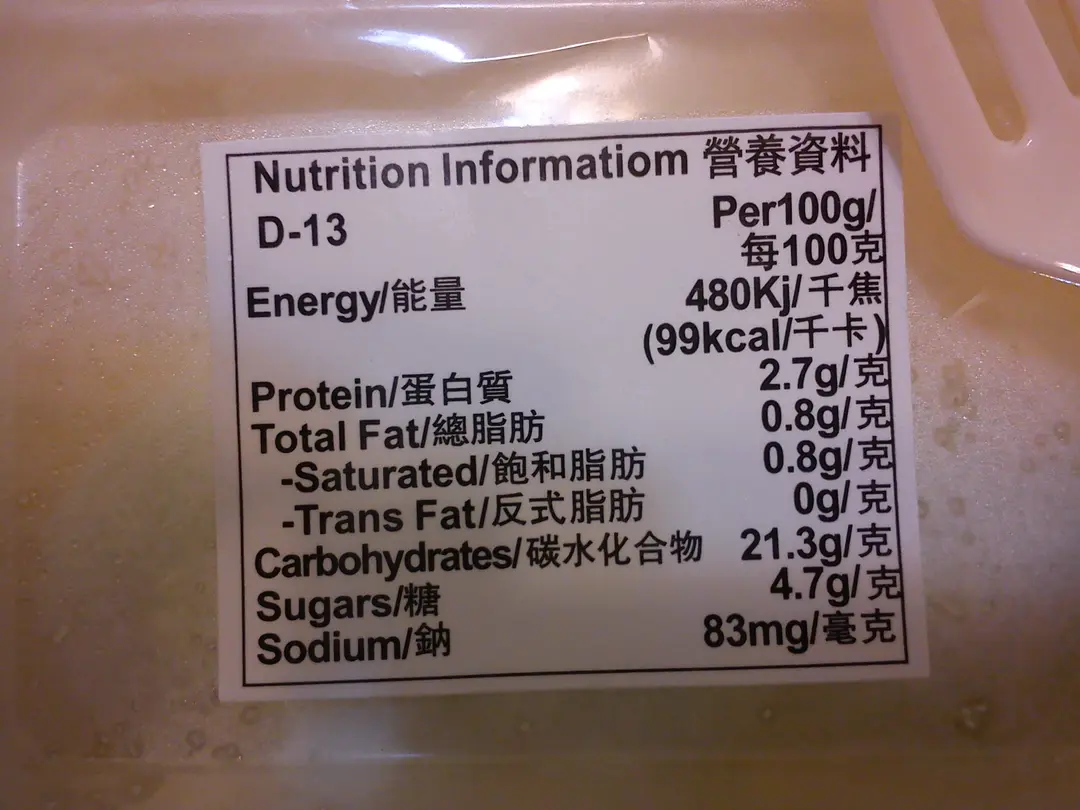 Nutrition Informatiom 營養資料
D-13 Per100g/
每100克
Energy/能量 480Kj/千焦
(99kcal/千卡)
Protein/蛋白質 2.7g/克
Total Fat/總脂肪 0.8g/克
-Saturated/飽和脂肪 0.8g/克
-Trans Fat/反式脂肪 0g/克
Carbohydrates/碳水化合物 21.3g/克
Sugars/糖 4.7g/克
Sodium/鈉 83mg/毫克